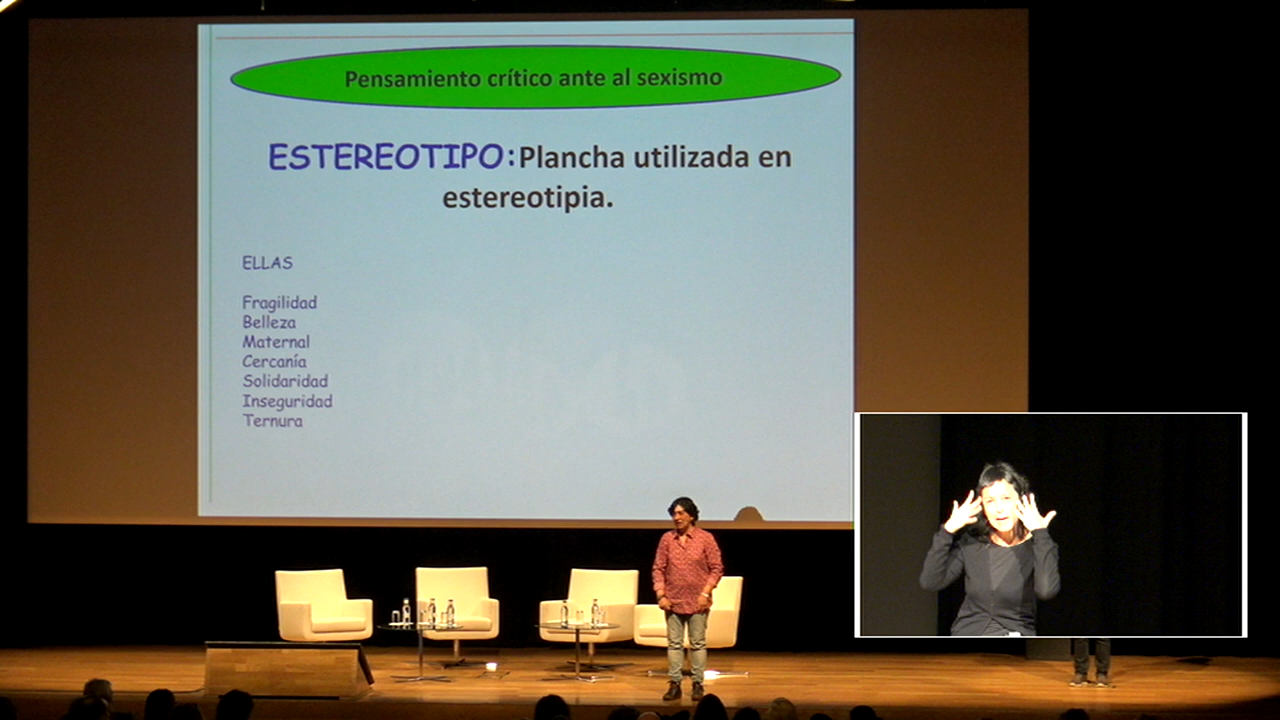 Pensamiento crítico ante al sexismo
ESTEREOTIPO:Plancha utilizada en
estereotipia.
ELLAS
Fragilidad
Belleza
Maternal
Cercanía
Solidaridad
Inseguridad
Ternura